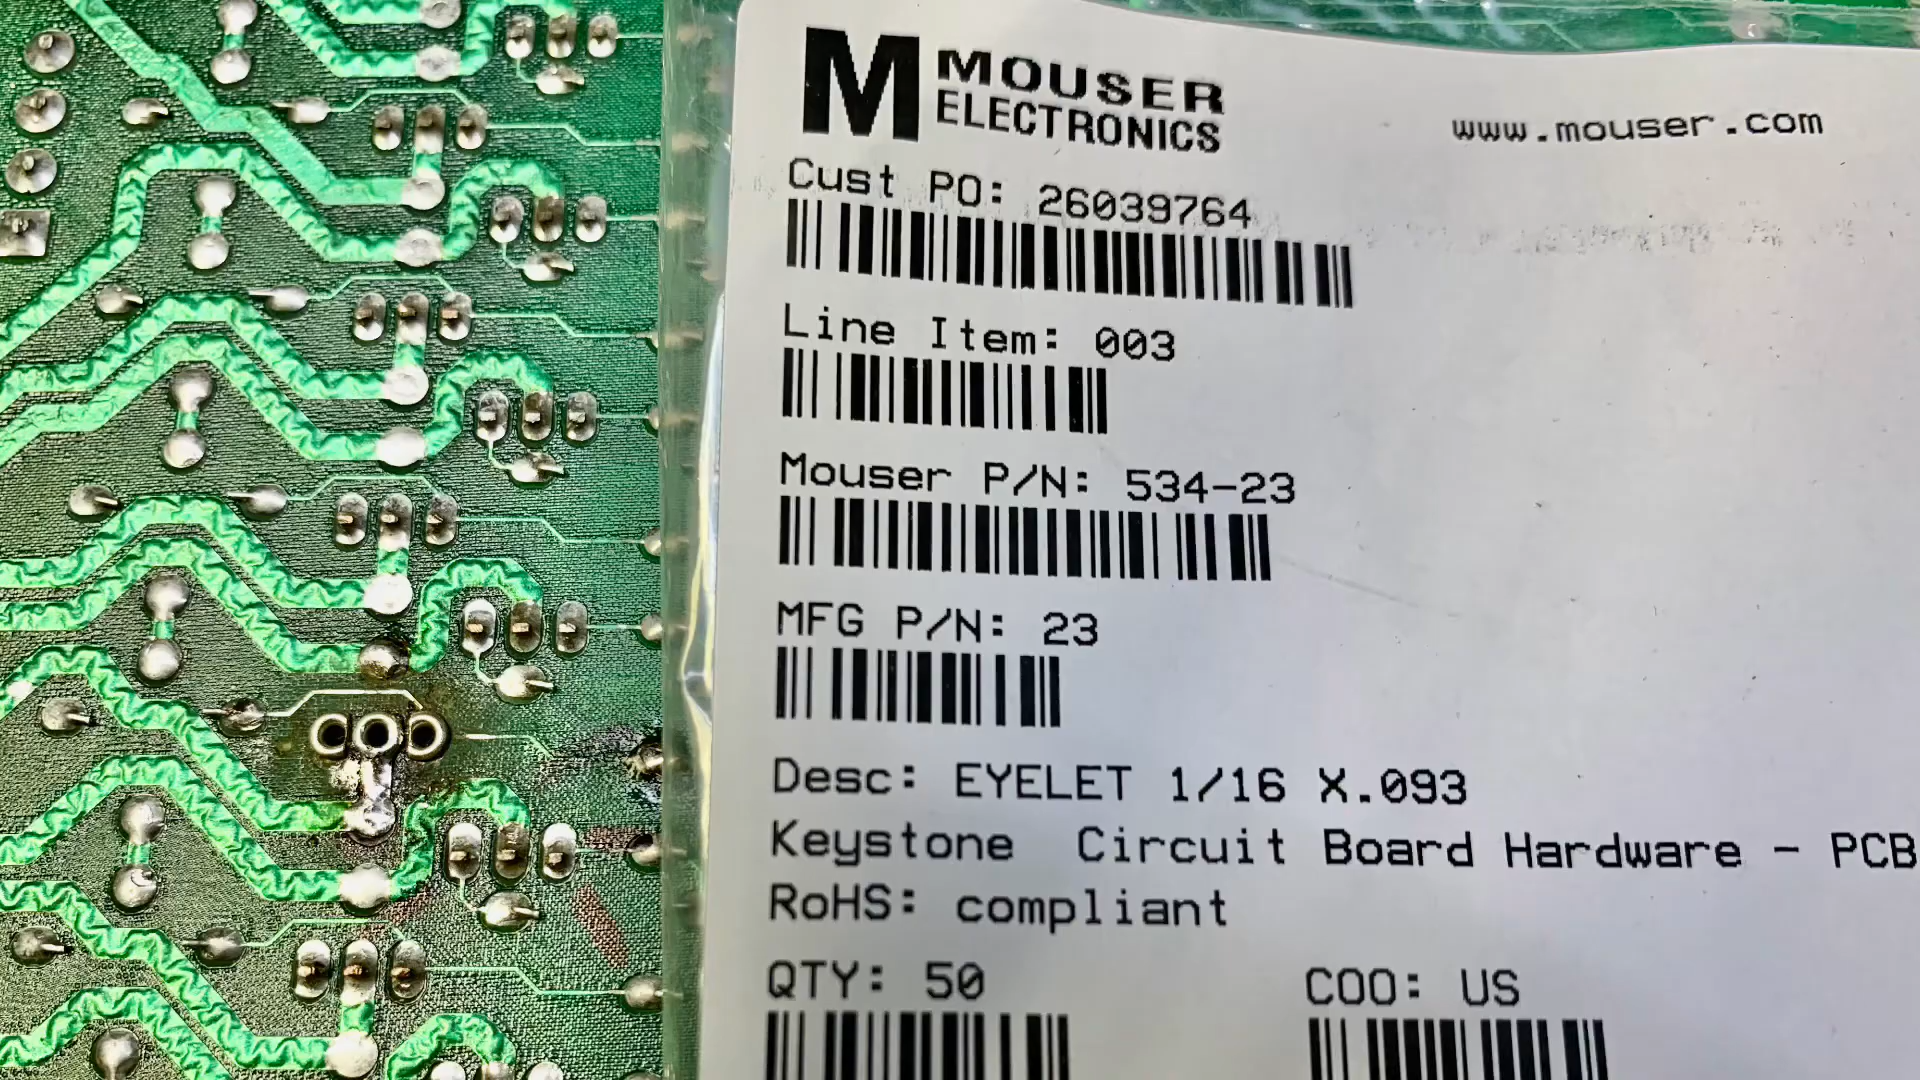 M MOUSER
ELECTRONICS
www.mouser.com
Cust PO: 26039764
Line Item: 003
Mouser P/N: 534-23
MFG P/N: 23
Desc: EYELET 1/16 X.093
Keystone Circuit Board Hardware - PCB
RoHS: compliant
QTY: 50 COO: US